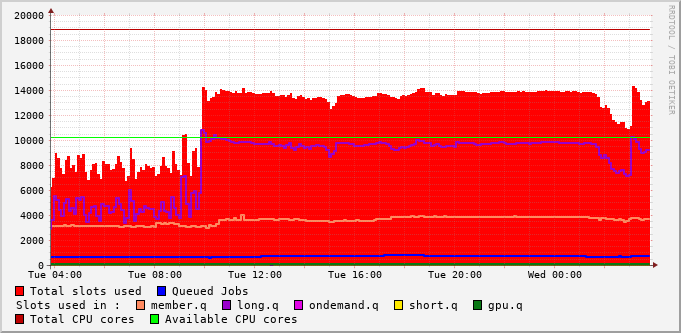 20000
18000
16000
14000
12000
10000
8000
6000
4000
2000
0
Tue 04:00 Tue 08:00 Tue 12:00 Tue 16:00 Tue 20:00 Wed 00:00
Total slots used Queued Jobs
Slots used in : member.q long.q ondemand.q short.q gpu.q
Total CPU cores Available CPU cores
RRDTOOL / TOBI OETIKER